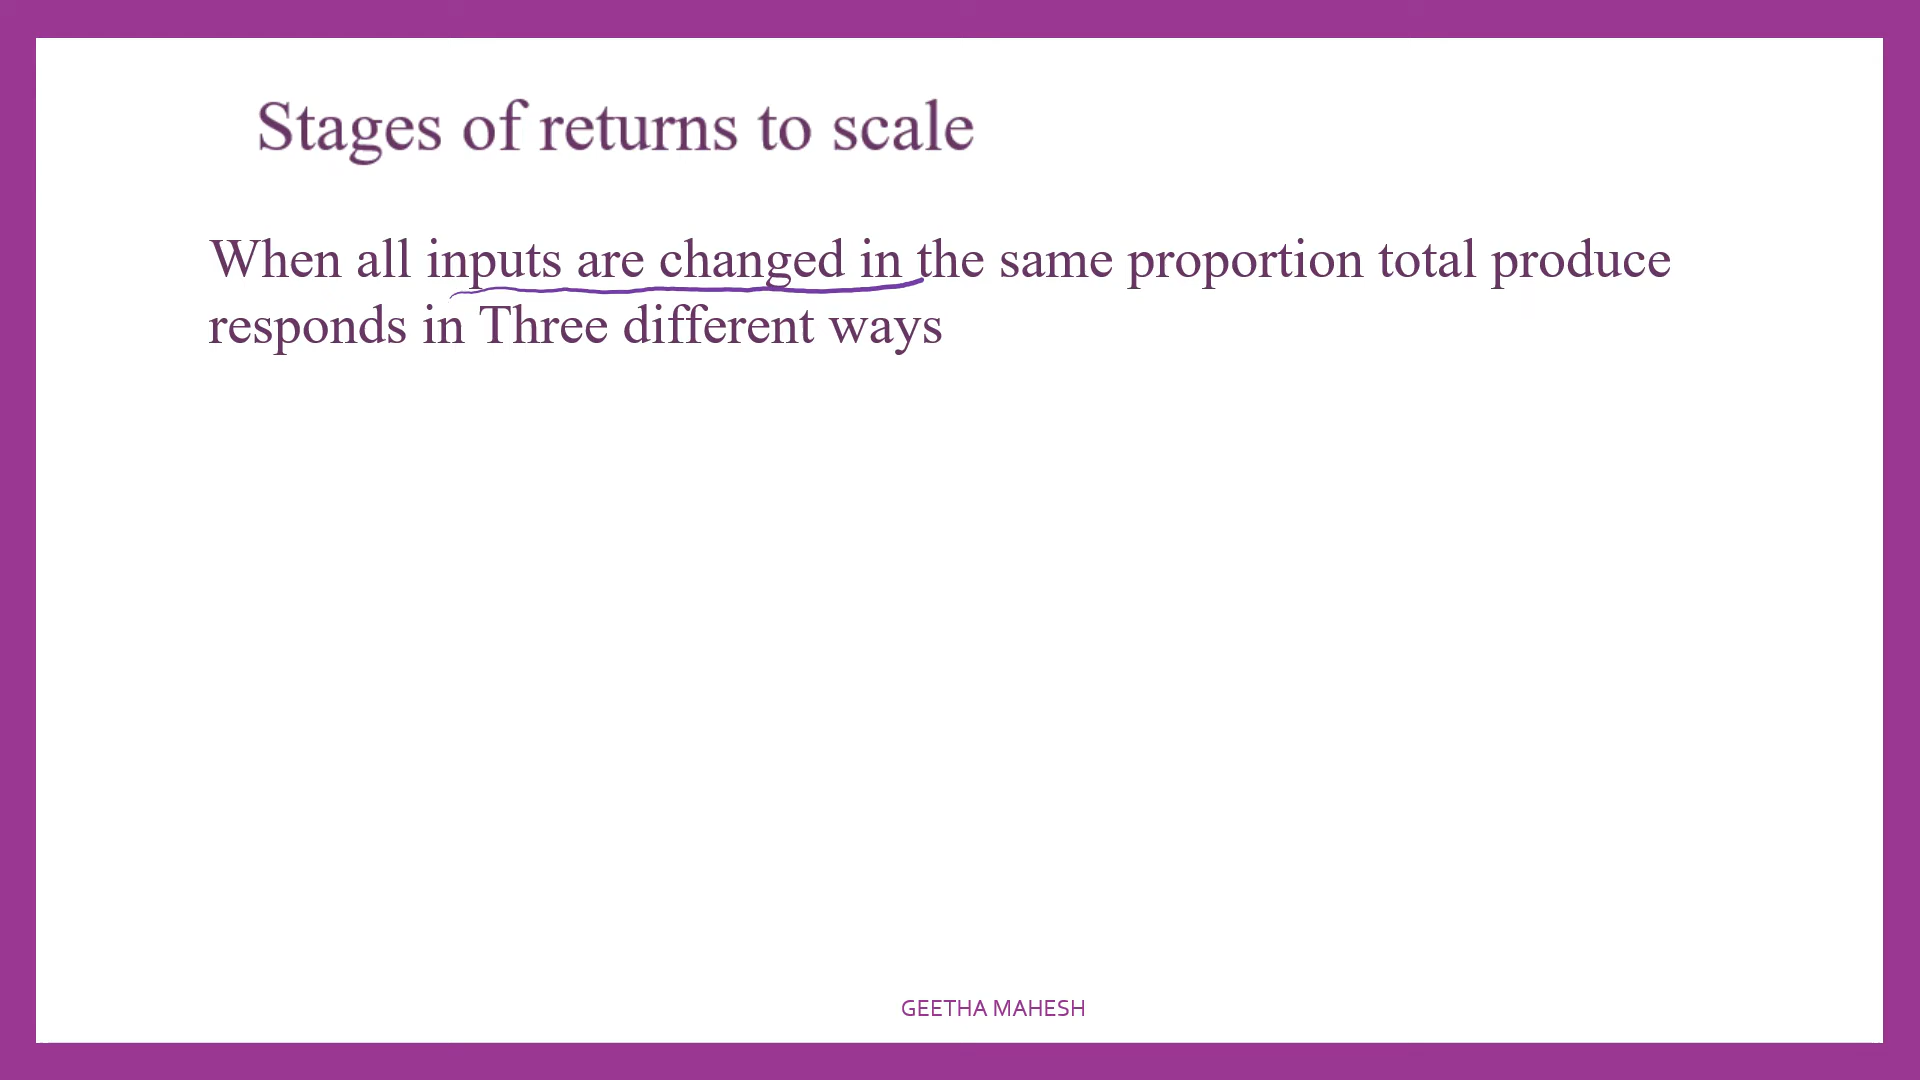 Stages of returns to scale
When all inputs are changed in the same proportion total produce
responds in Three different ways
GEETHA MAHESH